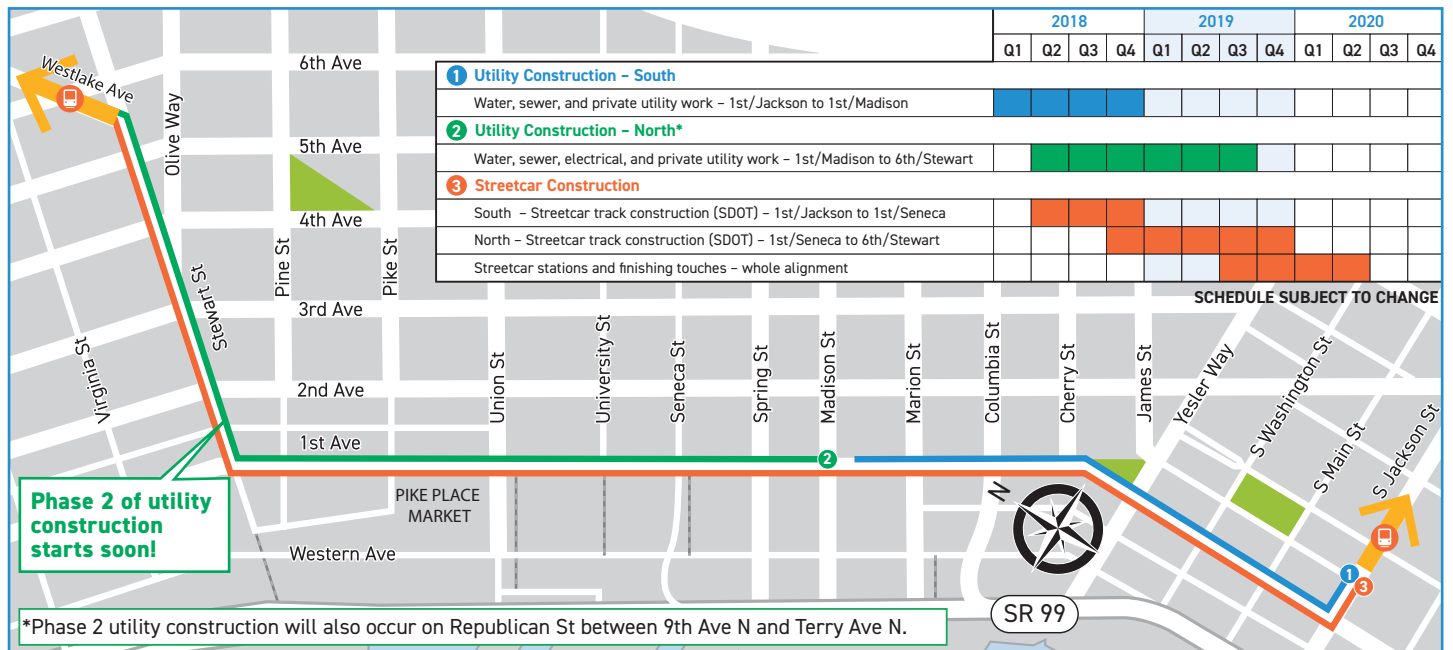 2018 2019 2020
Q1 Q2 Q3 Q4 Q1 Q2 Q3 Q4 Q1 Q2 Q3 Q4
1 Utility Construction – South
Water, sewer, and private utility work – 1st/Jackson to 1st/Madison
2 Utility Construction – North*
Water, sewer, electrical, and private utility work – 1st/Madison to 6th/Stewart
3 Streetcar Construction
South – Streetcar track construction (SDOT) – 1st/Jackson to 1st/Seneca
North – Streetcar track construction (SDOT) – 1st/Seneca to 6th/Stewart
Streetcar stations and finishing touches – whole alignment
SCHEDULE SUBJECT TO CHANGE
Westlake Ave
Olive Way
6th Ave
5th Ave
4th Ave
Pine St
Pike St
Stewart St
3rd Ave
Virginia St
2nd Ave
Union St
University St
Seneca St
Spring St
Madison St
Marion St
Columbia St
Cherry St
James St
Yesler Way
S Washington St
S Main St
S Jackson St
1st Ave
2
Phase 2 of utility
construction
starts soon!
PIKE PLACE
MARKET
N
Western Ave
1
3
SR 99
*Phase 2 utility construction will also occur on Republican St between 9th Ave N and Terry Ave N.